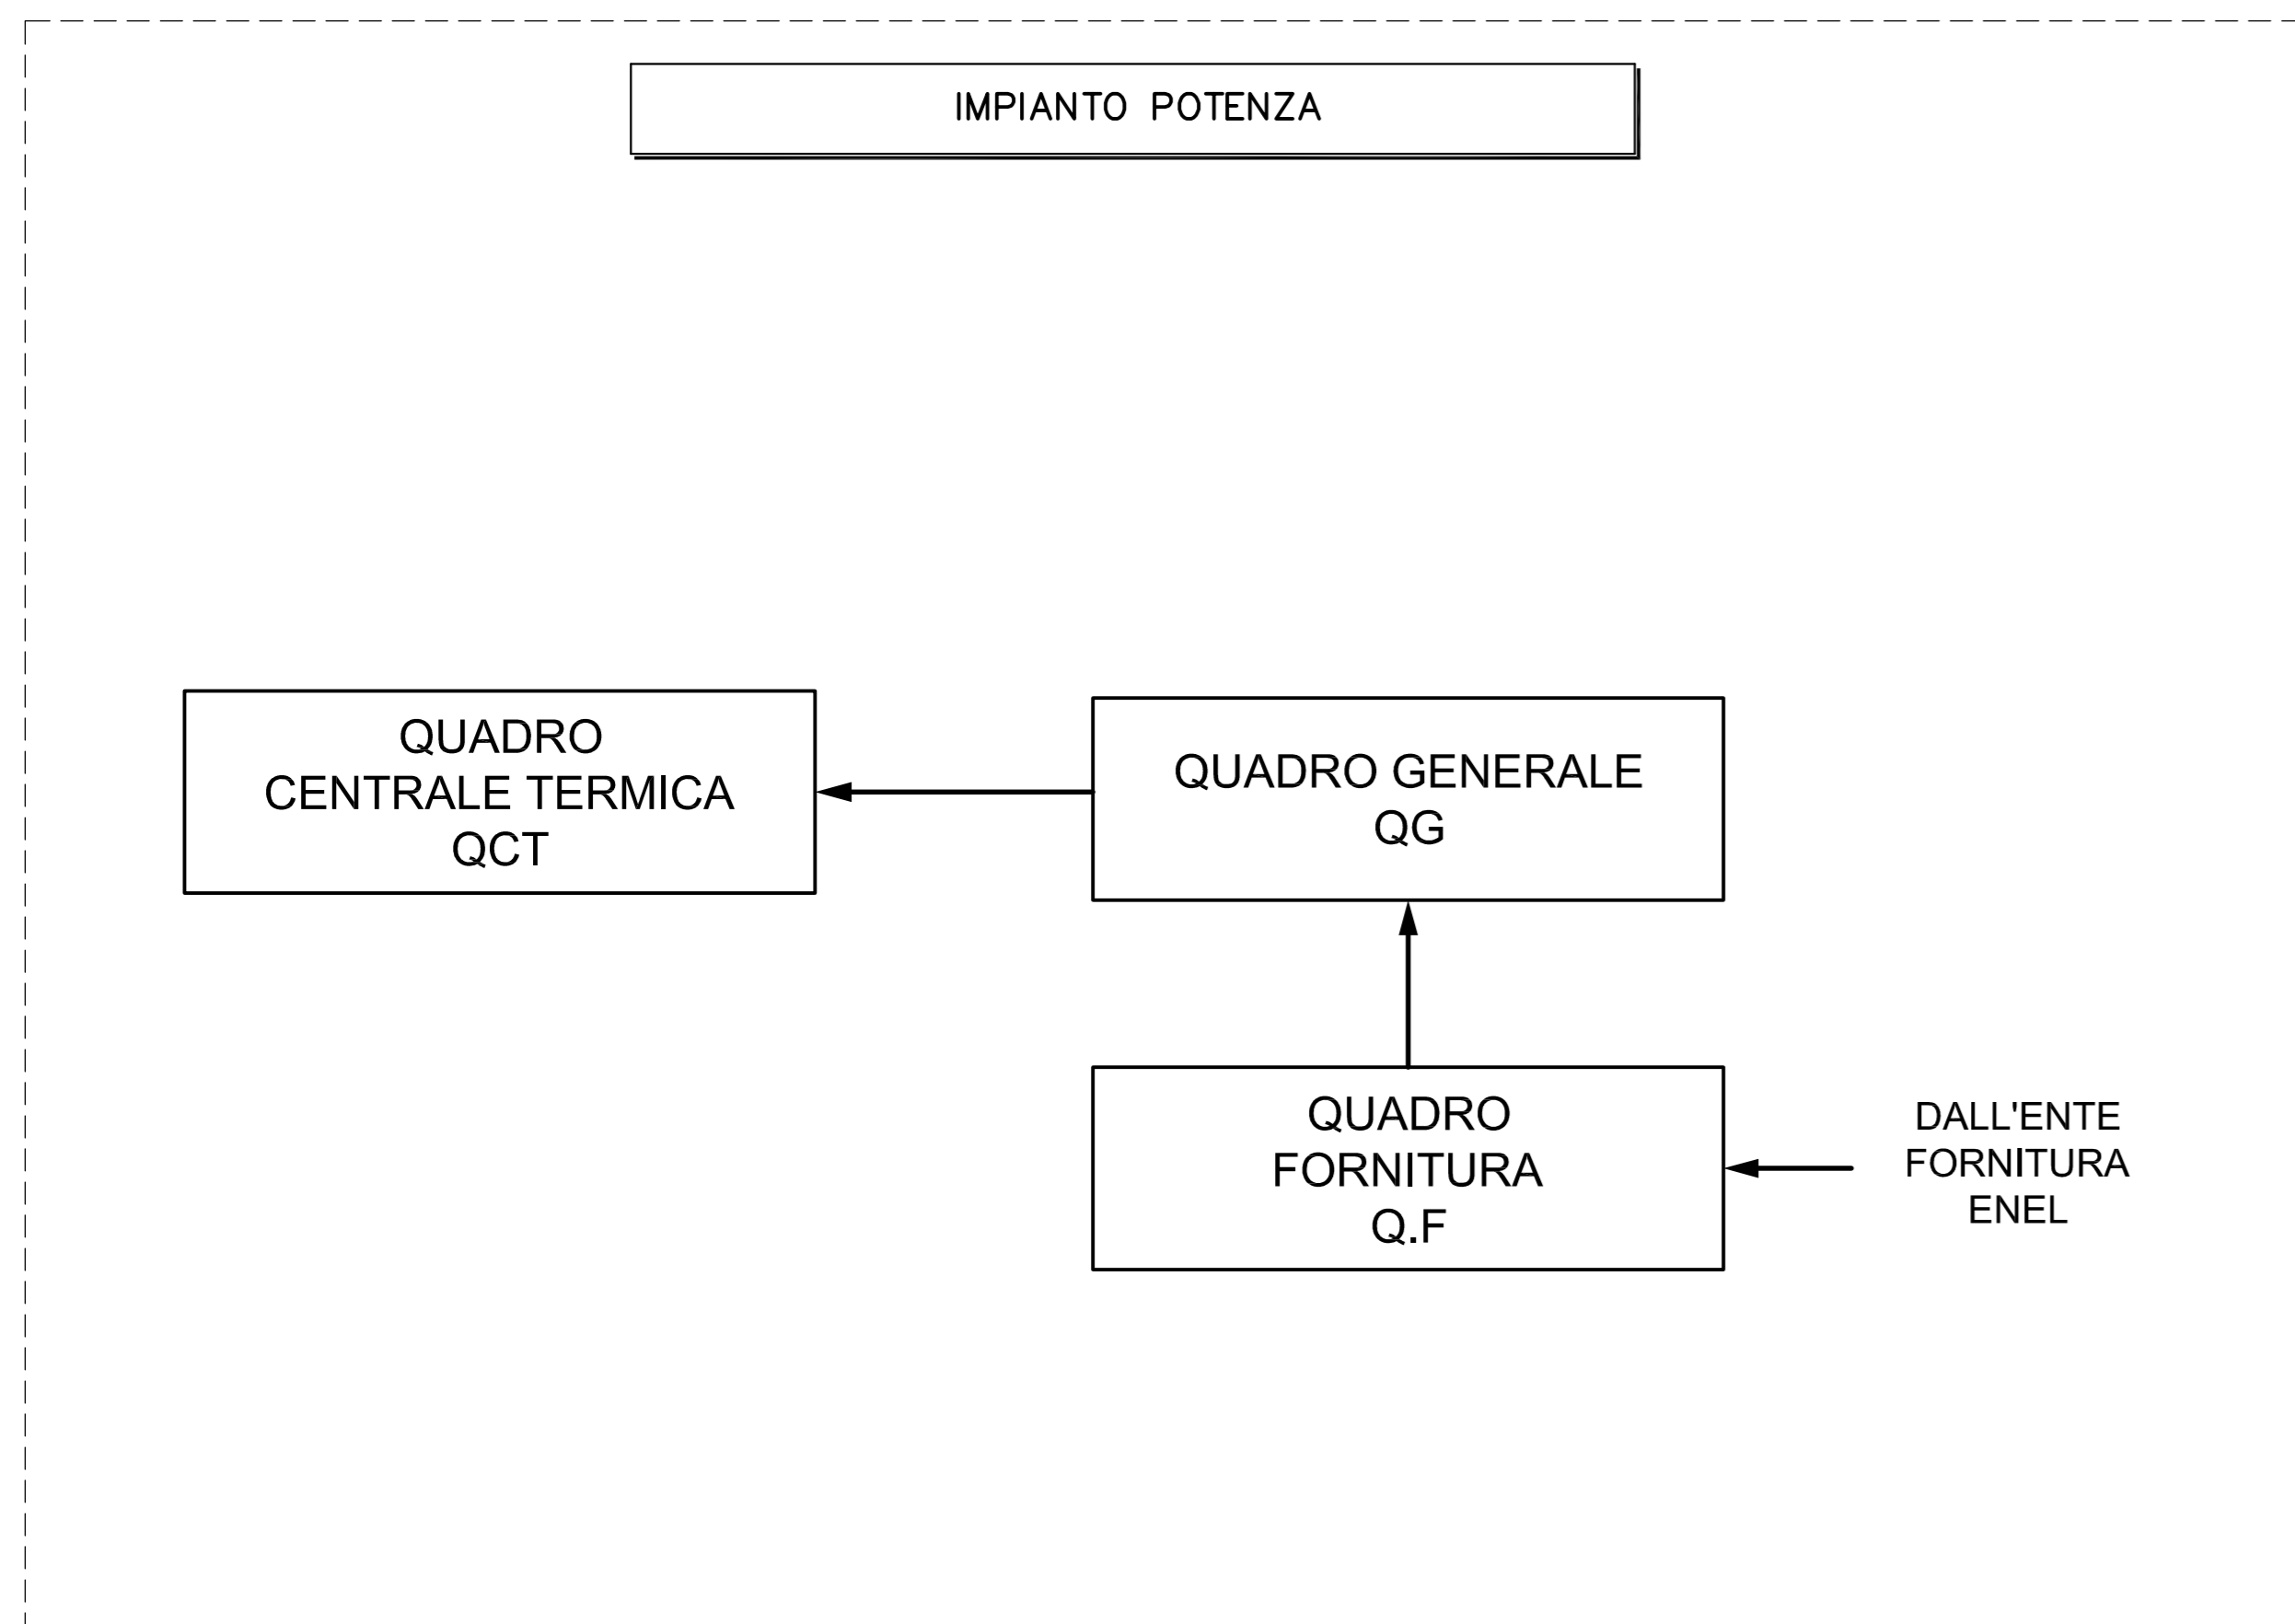 IMPIANTO POTENZA
QUADRO
CENTRALE TERMICA
QCT
QUADRO GENERALE
QG
QUADRO
FORNITURA
Q.F
DALL'ENTE
FORNITURA
ENEL